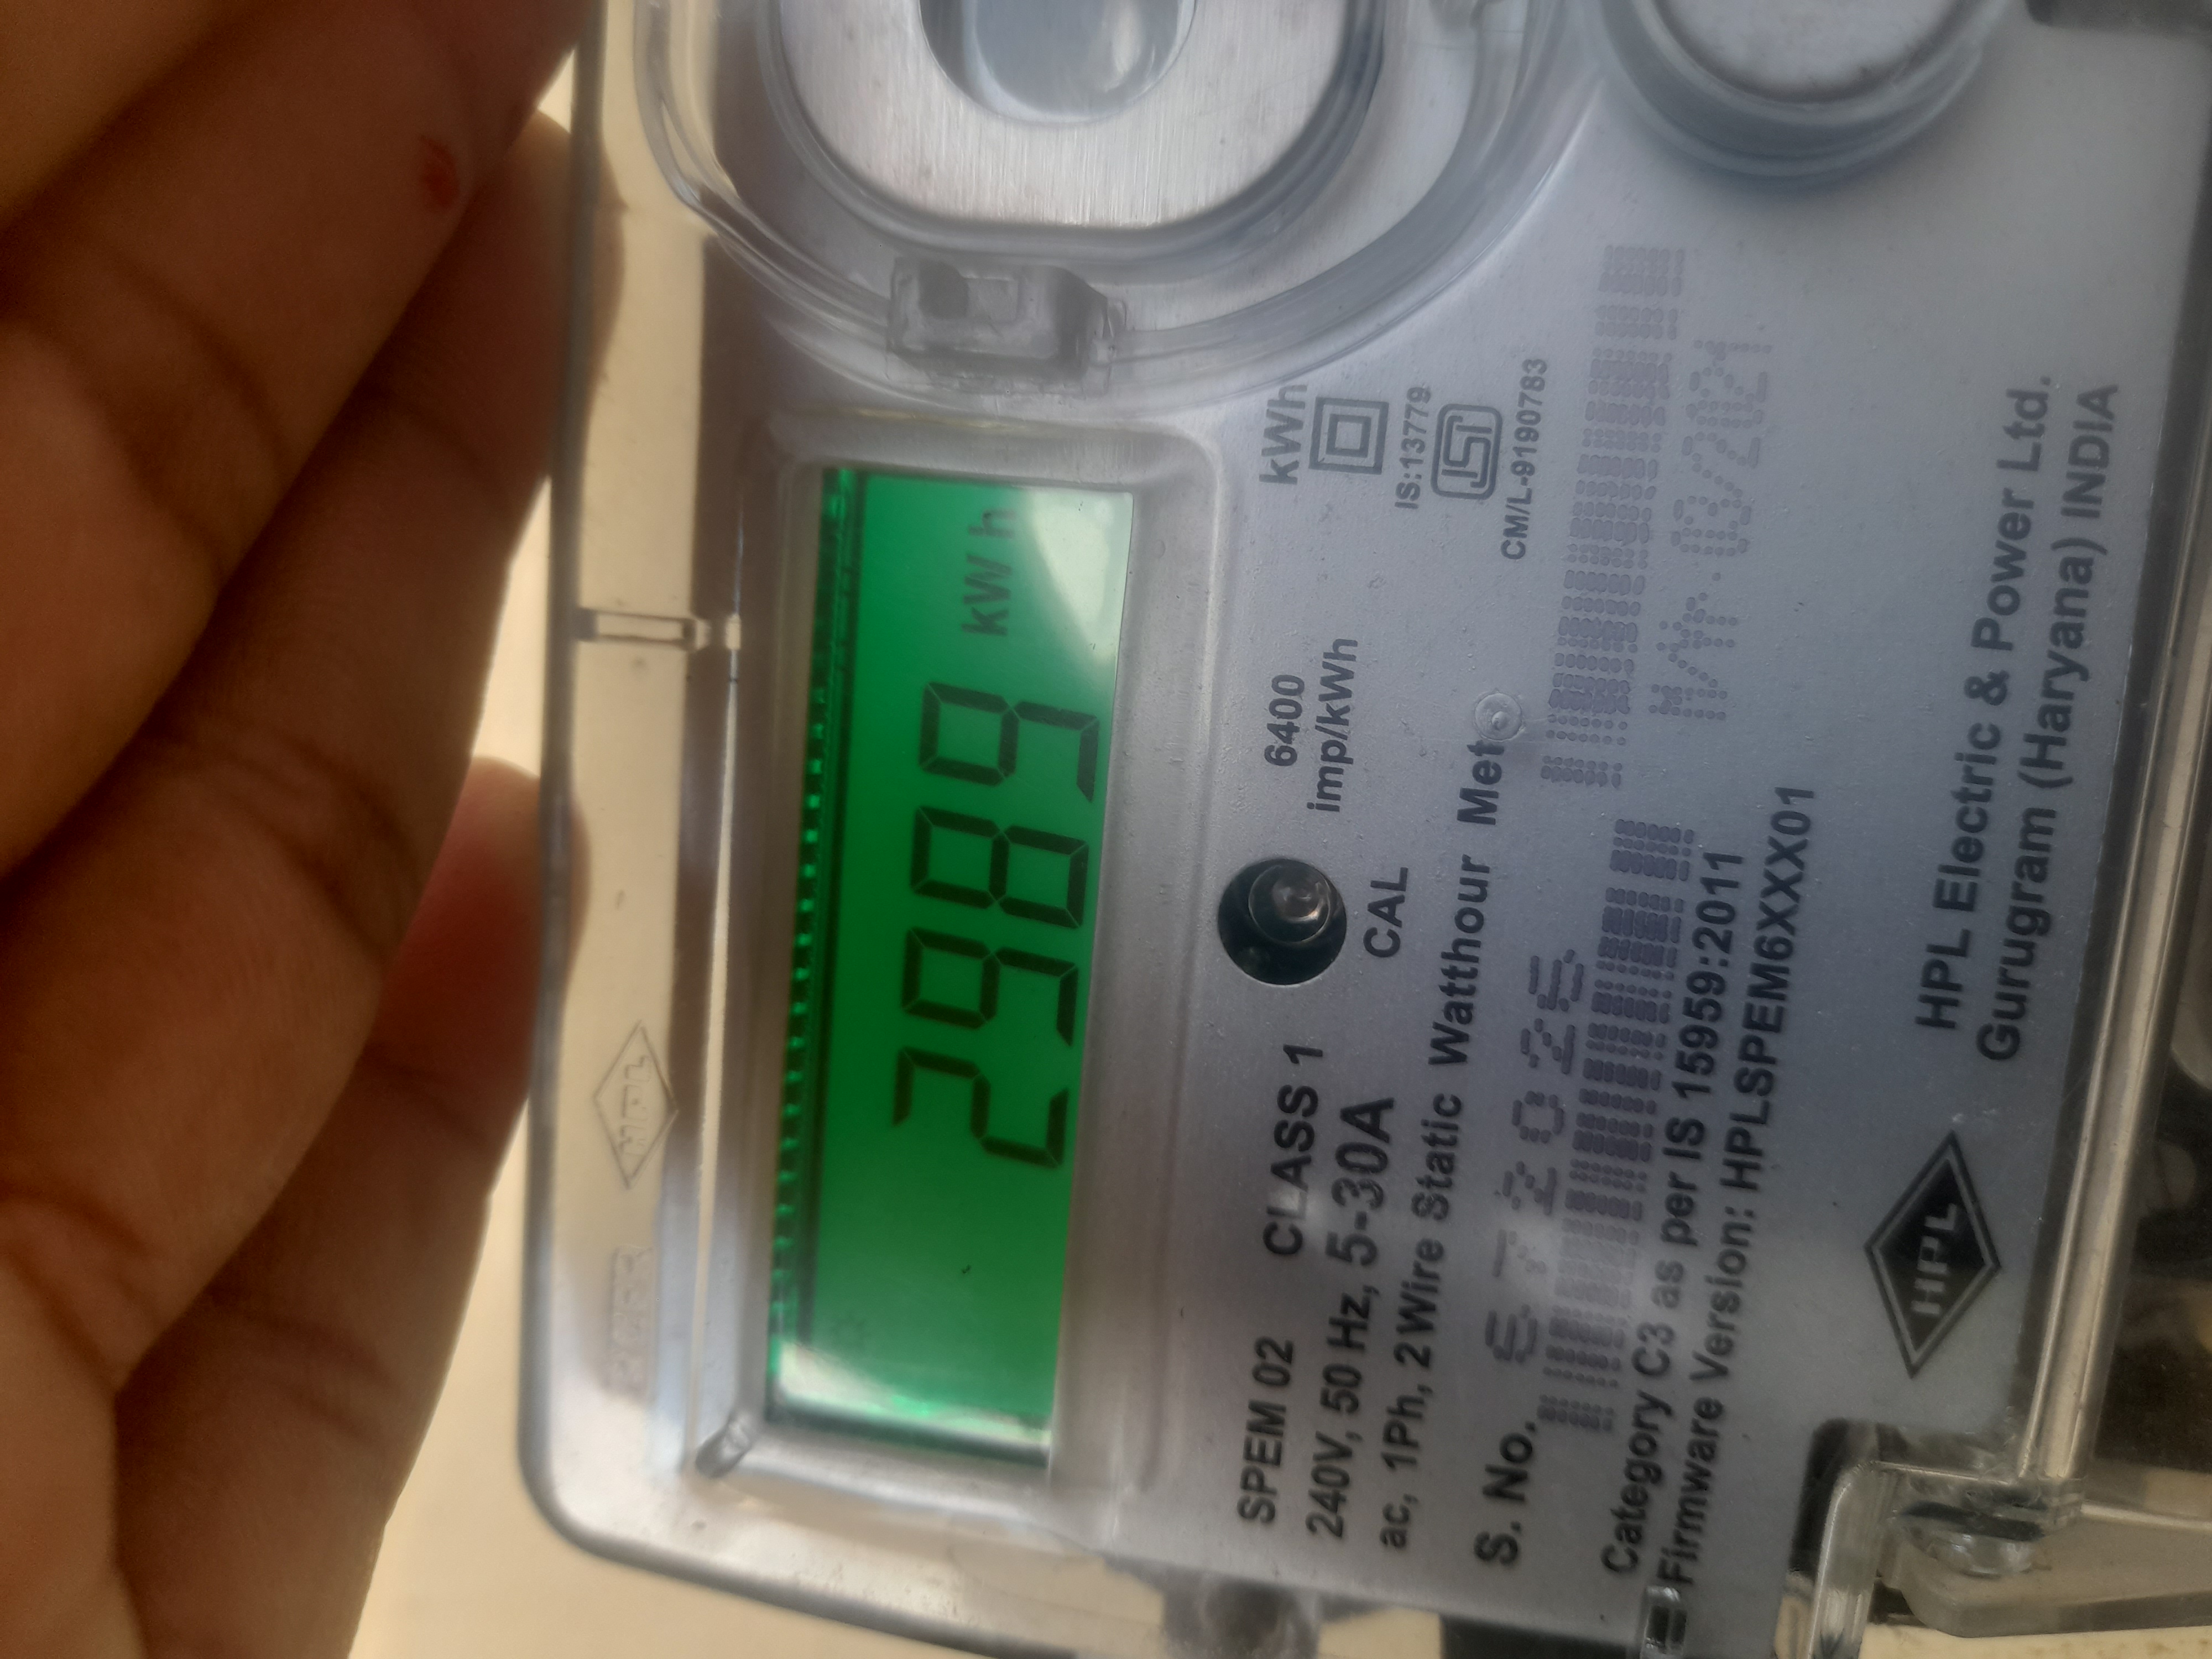 2989 kWh
kWh
6400
imp/kWh
CAL
IS:13779
ISI
CM/L-9190783
SPEM 02 CLASS 1
240V, 50 Hz, 5-30A
ac, 1Ph, 2Wire Static Watthour
S. No.
Category C3 as per IS 15959:2011
Firmware Version: HPLSPEM6XXX01
HPL
HPL Electric & Power Ltd.
Gurugram (Haryana) INDIA
HPL